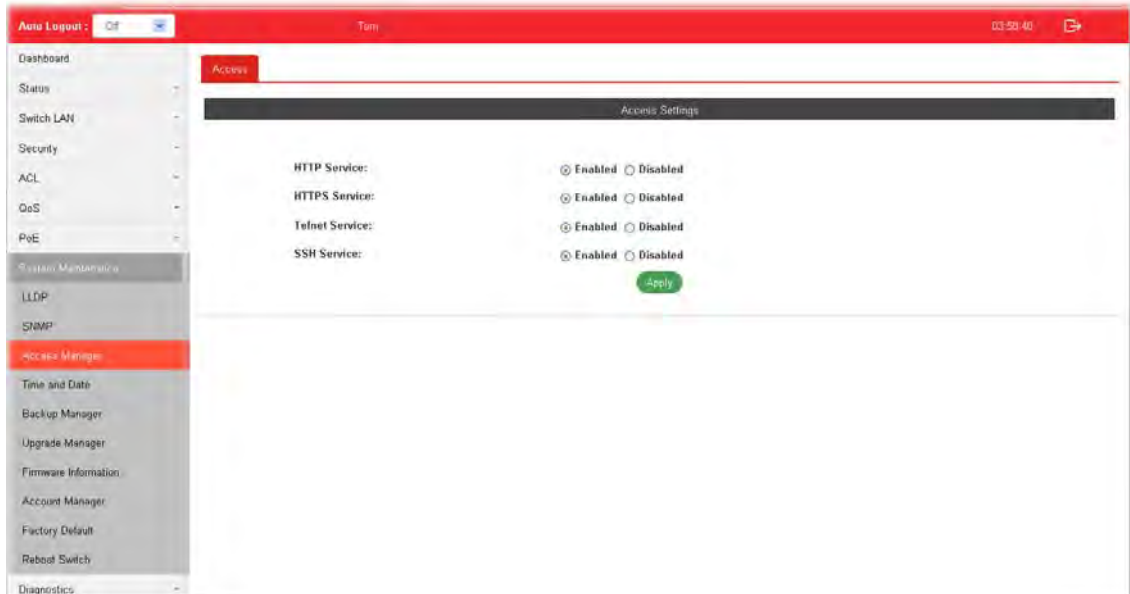 Auto Logout : Off
Tom
03:58:40
Dashboard
Status
Switch LAN
Security
ACL
QoS
PoE
System Maintenance
LLDP
SNMP
Access Manager
Time and Date
Backup Manager
Upgrade Manager
Firmware Information
Account Manager
Factory Default
Reboot Switch
Diagnostics
Access
Access Settings
HTTP Service: Enabled Disabled
HTTPS Service: Enabled Disabled
Telnet Service: Enabled Disabled
SSH Service: Enabled Disabled
Apply